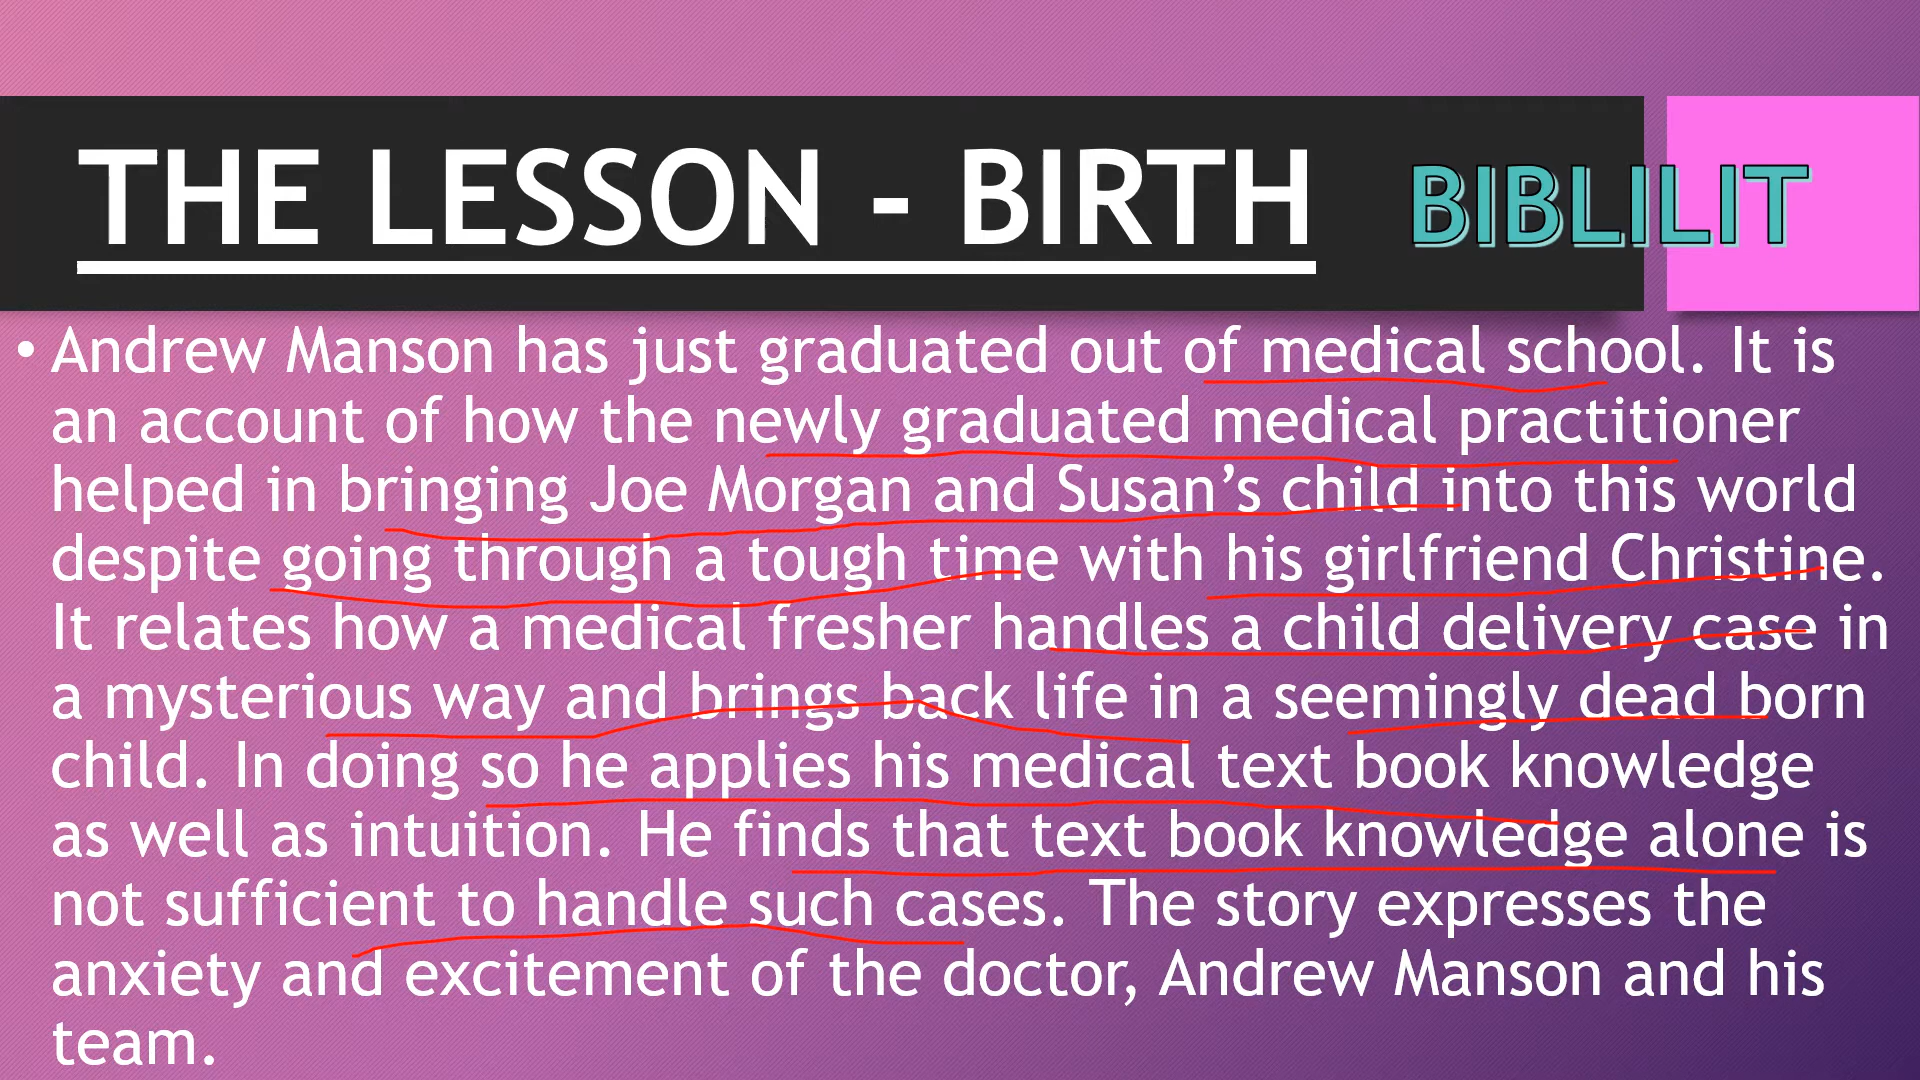 THE LESSON - BIRTH BIBLILIT
• Andrew Manson has just graduated out of medical school. It is
an account of how the newly graduated medical practitioner
helped in bringing Joe Morgan and Susan’s child into this world
despite going through a tough time with his girlfriend Christine.
It relates how a medical fresher handles a child delivery case in
a mysterious way and brings back life in a seemingly dead born
child. In doing so he applies his medical text book knowledge
as well as intuition. He finds that text book knowledge alone is
not sufficient to handle such cases. The story expresses the
anxiety and excitement of the doctor, Andrew Manson and his
team.